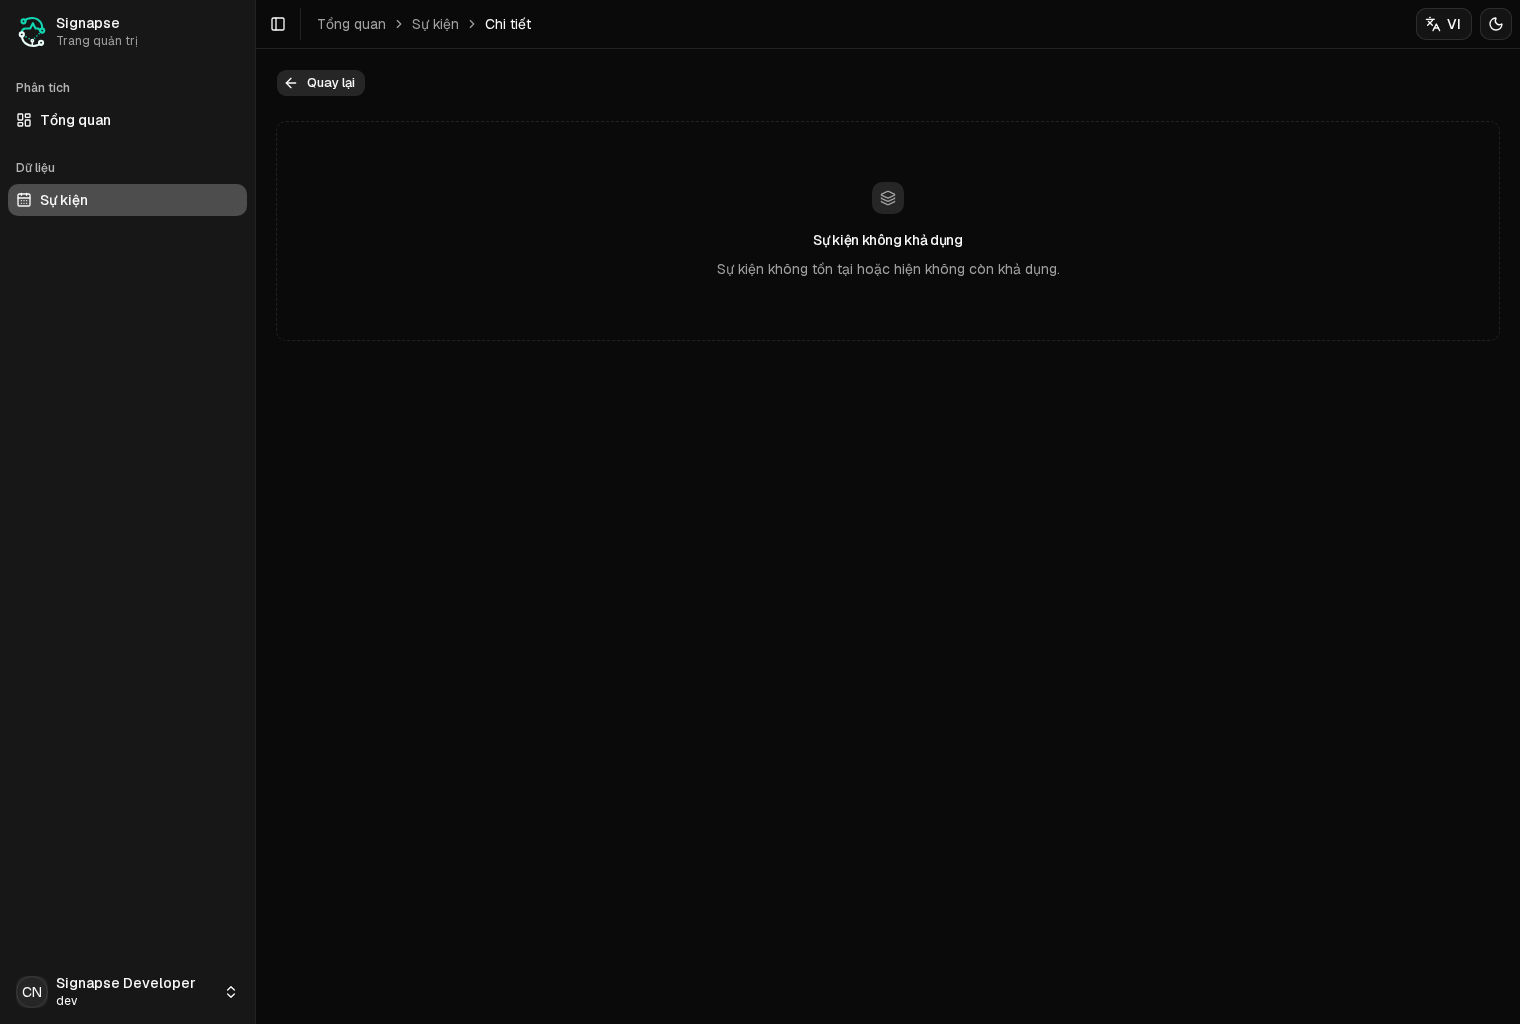 Signapse
Trang quản trị
Phân tích
Tổng quan
Dữ liệu
Sự kiện
Tổng quan
Sự kiện
Chi tiết
VI
Quay lại
Sự kiện không khả dụng
Sự kiện không tồn tại hoặc hiện không còn khả dụng.
CN
Signapse Developer
dev